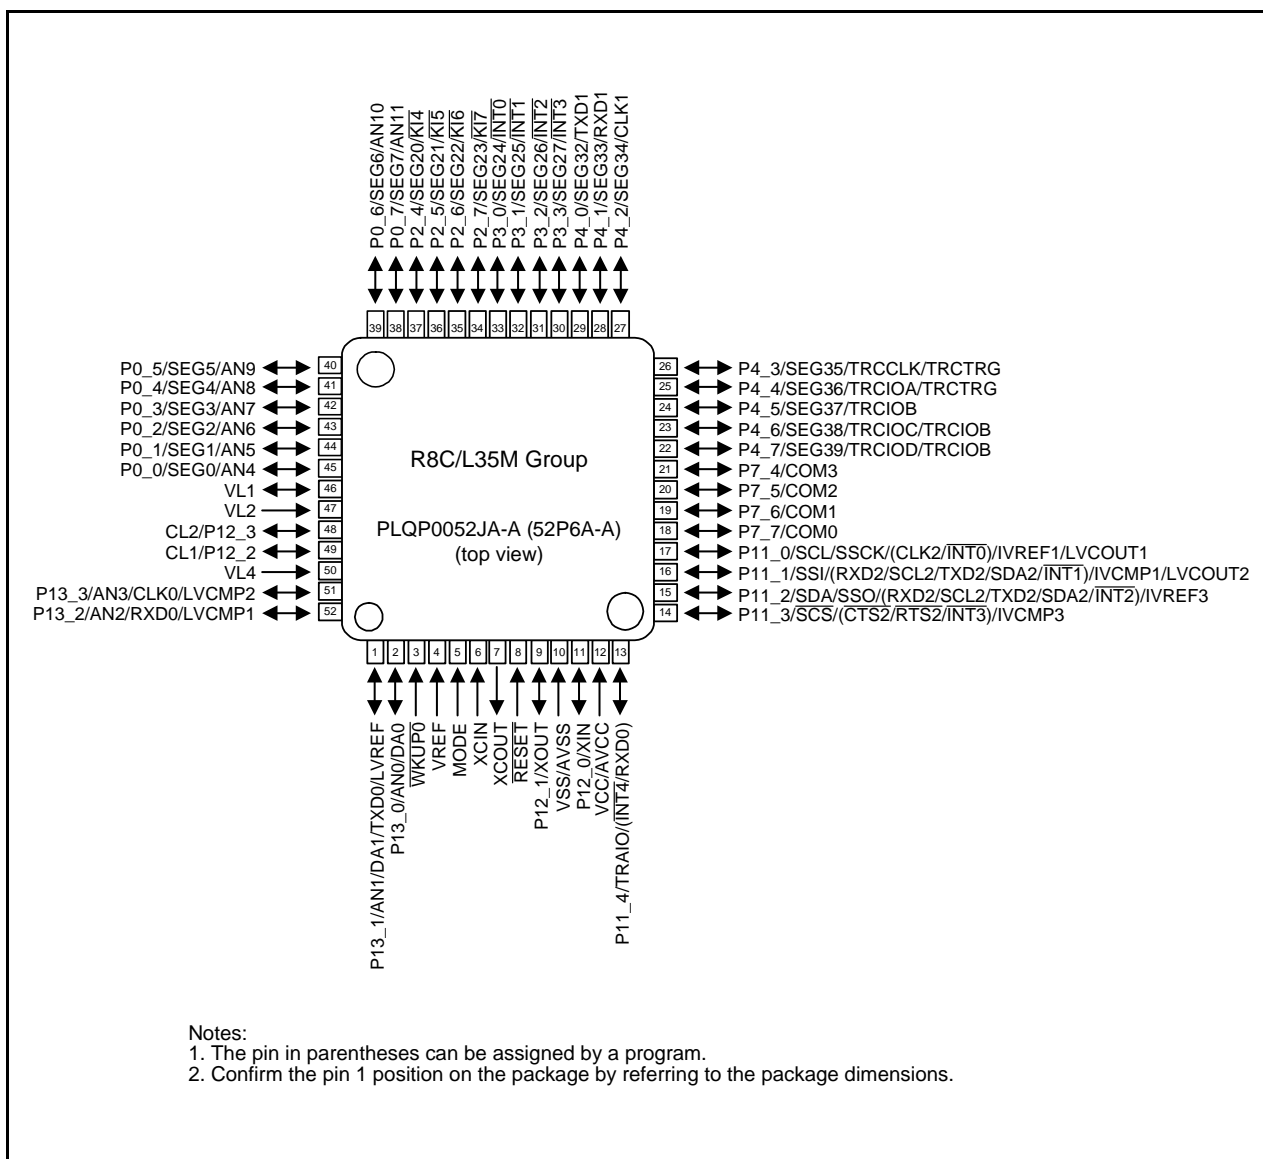 P0_6/SEG6/AN10
P0_7/SEG7/AN11
P2_4/SEG20/KI4
P2_5/SEG21/KI5
P2_6/SEG22/KI6
P2_7/SEG23/KI7
P3_0/SEG24/INT0
P3_1/SEG25/INT1
P3_2/SEG26/INT2
P3_3/SEG27/INT3
P4_0/SEG32/TXD1
P4_1/SEG33/RXD1
P4_2/SEG34/CLK1
39 38 37 36 35 34 33 32 31 30 29 28 27
P0_5/SEG5/AN9 40
P0_4/SEG4/AN8 41
P0_3/SEG3/AN7 42
P0_2/SEG2/AN6 43
P0_1/SEG1/AN5 44
P0_0/SEG0/AN4 45
VL1 46
VL2 47
CL2/P12_3 48
CL1/P12_2 49
VL4 50
P13_3/AN3/CLK0/LVCMP2 51
P13_2/AN2/RXD0/LVCMP1 52
R8C/L35M Group
PLQP0052JA-A (52P6A-A)
(top view)
26 P4_3/SEG35/TRCCLK/TRCTRG
25 P4_4/SEG36/TRCIOA/TRCTRG
24 P4_5/SEG37/TRCIOB
23 P4_6/SEG38/TRCIOC/TRCIOB
22 P4_7/SEG39/TRCIOD/TRCIOB
21 P7_4/COM3
20 P7_5/COM2
19 P7_6/COM1
18 P7_7/COM0
17 P11_0/SCL/SSCK/(CLK2/INT0)/IVREF1/LVCOUT1
16 P11_1/SSI/(RXD2/SCL2/TXD2/SDA2/INT1)/IVCMP1/LVCOUT2
15 P11_2/SDA/SSO/(RXD2/SCL2/TXD2/SDA2/INT2)/IVREF3
14 P11_3/SCS/(CTS2/RTS2/INT3)/IVCMP3
1 2 3 4 5 6 7 8 9 10 11 12 13
P13_1/AN1/DA1/TXD0/LVREF
P13_0/AN0/DA0
WKUP0
VREF
MODE
XCIN
XCOUT
RESET
P12_1/XOUT
VSS/AVSS
P12_0/XIN
VCC/AVCC
P11_4/TRAIO/(INT4/RXD0)
Notes:
1. The pin in parentheses can be assigned by a program.
2. Confirm the pin 1 position on the package by referring to the package dimensions.